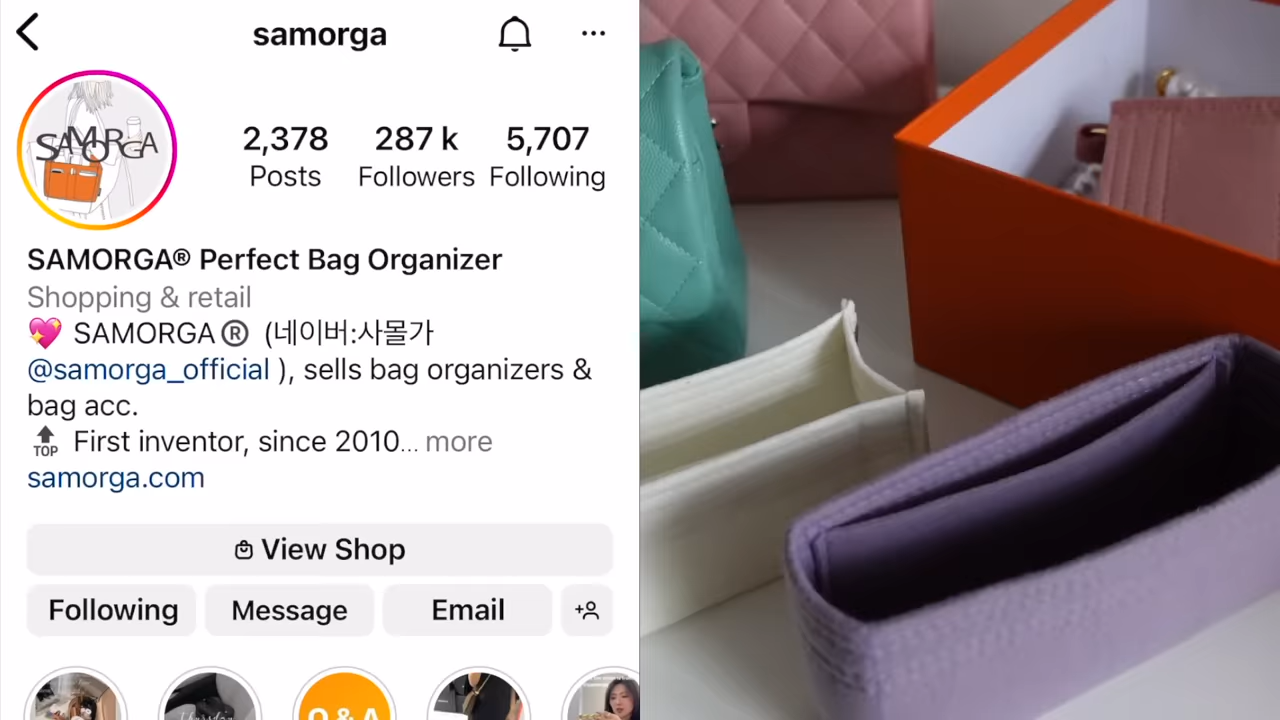 samorga
SAMORGA
2,378
Posts
287 k
Followers
5,707
Following
SAMORGA® Perfect Bag Organizer
Shopping & retail
💖 SAMORGA® (네이버:사몰가
@samorga_official ), sells bag organizers &
bag acc.
🔝 First inventor, since 2010... more
samorga.com
View Shop
Following
Message
Email
Q & A